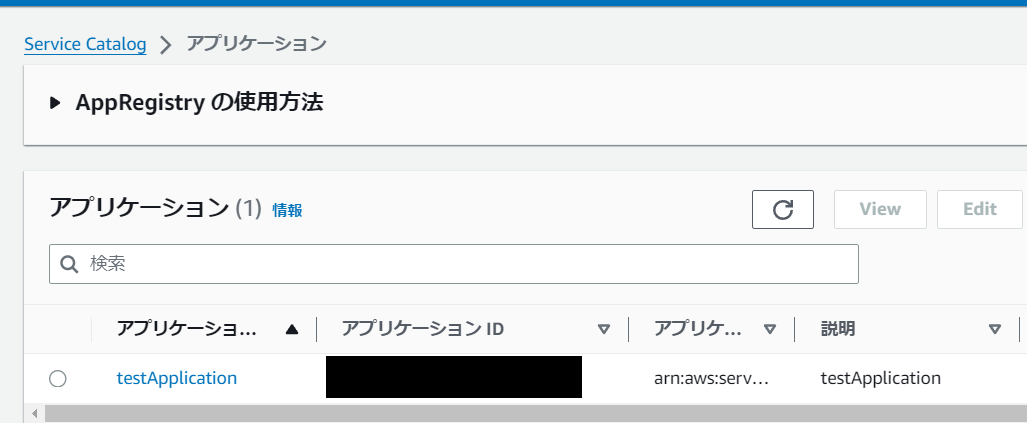 Service Catalog > アプリケーション
AppRegistry の使用方法
アプリケーション (1) 情報
View Edit
検索
アプリケーショ... アプリケーション ID アプリケ... 説明
testApplication arn:aws:serv... testApplication